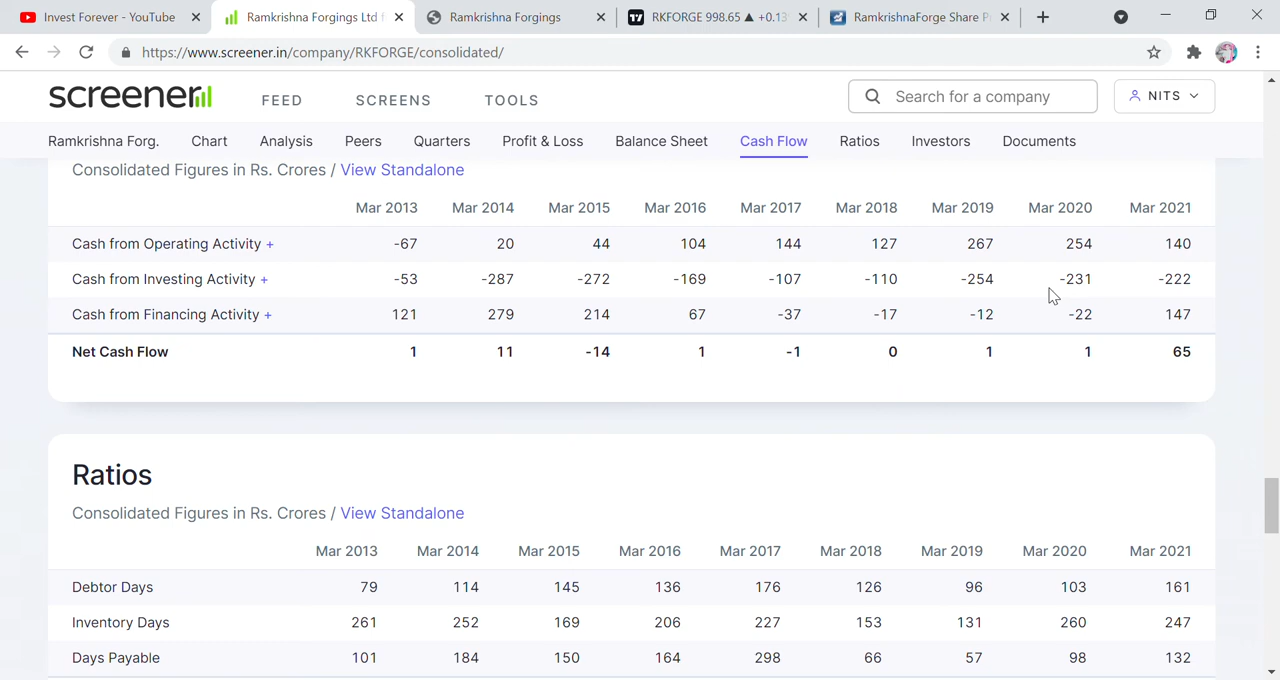 Invest Forever - YouTube
Ramkrishna Forgings Ltd f
Ramkrishna Forgings
RKFORGE 998.65 ▲ +0.13
RamkrishnaForge Share P
https://www.screener.in/company/RKFORGE/consolidated/
screener
FEED SCREENS TOOLS
Search for a company
NITS
Ramkrishna Forg. Chart Analysis Peers Quarters Profit & Loss Balance Sheet Cash Flow Ratios Investors Documents
Consolidated Figures in Rs. Crores / View Standalone
Mar 2013 Mar 2014 Mar 2015 Mar 2016 Mar 2017 Mar 2018 Mar 2019 Mar 2020 Mar 2021
Cash from Operating Activity + -67 20 44 104 144 127 267 254 140
Cash from Investing Activity + -53 -287 -272 -169 -107 -110 -254 -231 -222
Cash from Financing Activity + 121 279 214 67 -37 -17 -12 -22 147
Net Cash Flow 1 11 -14 1 -1 0 1 1 65
Ratios
Consolidated Figures in Rs. Crores / View Standalone
Mar 2013 Mar 2014 Mar 2015 Mar 2016 Mar 2017 Mar 2018 Mar 2019 Mar 2020 Mar 2021
Debtor Days 79 114 145 136 176 126 96 103 161
Inventory Days 261 252 169 206 227 153 131 260 247
Days Payable 101 184 150 164 298 66 57 98 132